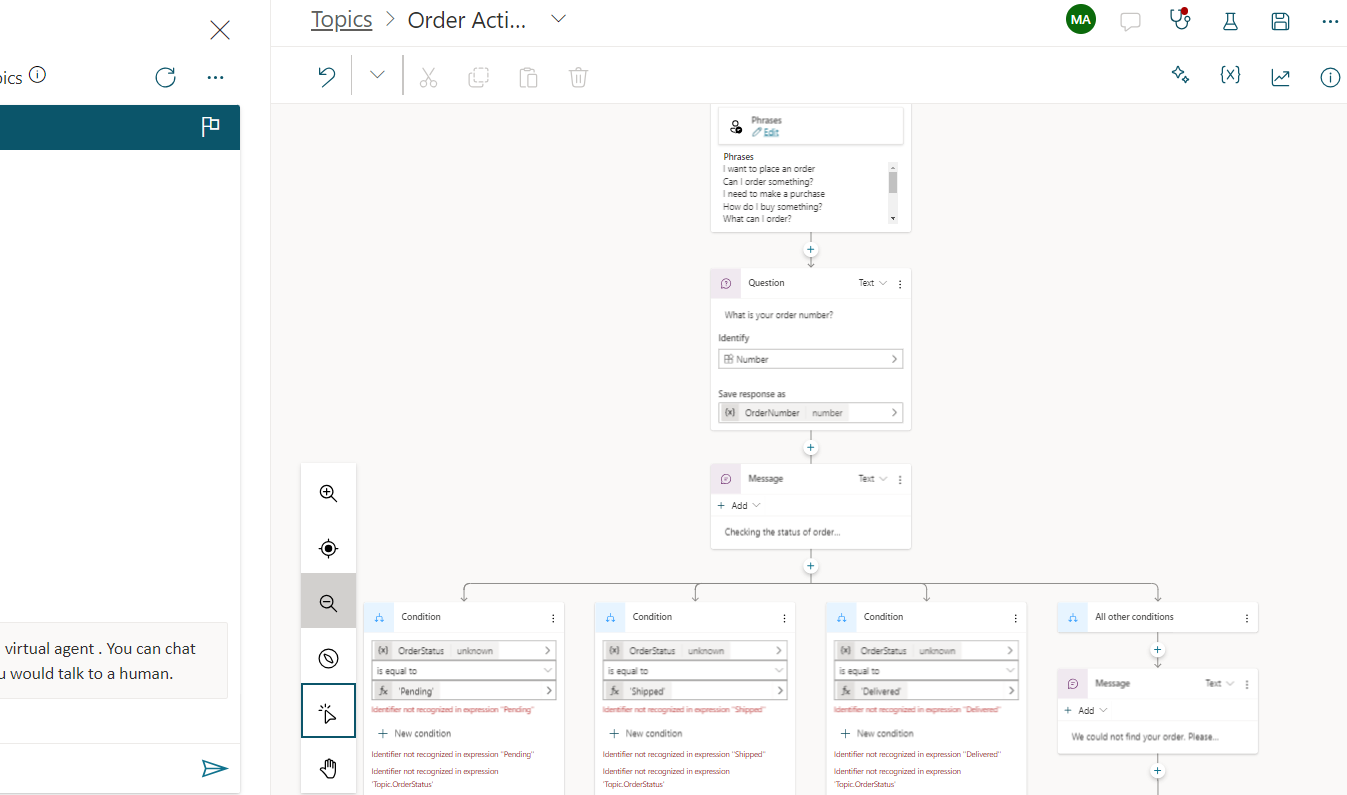 Topics > Order Acti...
MA
pics
{x}
Phrases
Edit
Phrases
I want to place an order
Can I order something?
I need to make a purchase
How do I buy something?
What can I order?
Question Text
What is your order number?
Identify
Number
Save response as
{x} OrderNumber number
Message Text
+ Add
Checking the status of order...
Condition
{x} OrderStatus unknown
is equal to
fx 'Pending'
Identifier not recognized in expression "Pending"
+ New condition
Identifier not recognized in expression "Pending"
Identifier not recognized in expression
'Topic.OrderStatus'
Condition
{x} OrderStatus unknown
is equal to
fx 'Shipped'
Identifier not recognized in expression "Shipped"
+ New condition
Identifier not recognized in expression "Shipped"
Identifier not recognized in expression
'Topic.OrderStatus'
Condition
{x} OrderStatus unknown
is equal to
fx 'Delivered'
Identifier not recognized in expression "Delivered"
+ New condition
Identifier not recognized in expression "Delivered"
Identifier not recognized in expression
'Topic.OrderStatus'
All other conditions
Message Text
+ Add
We could not find your order. Please...
virtual agent . You can chat
u would talk to a human.